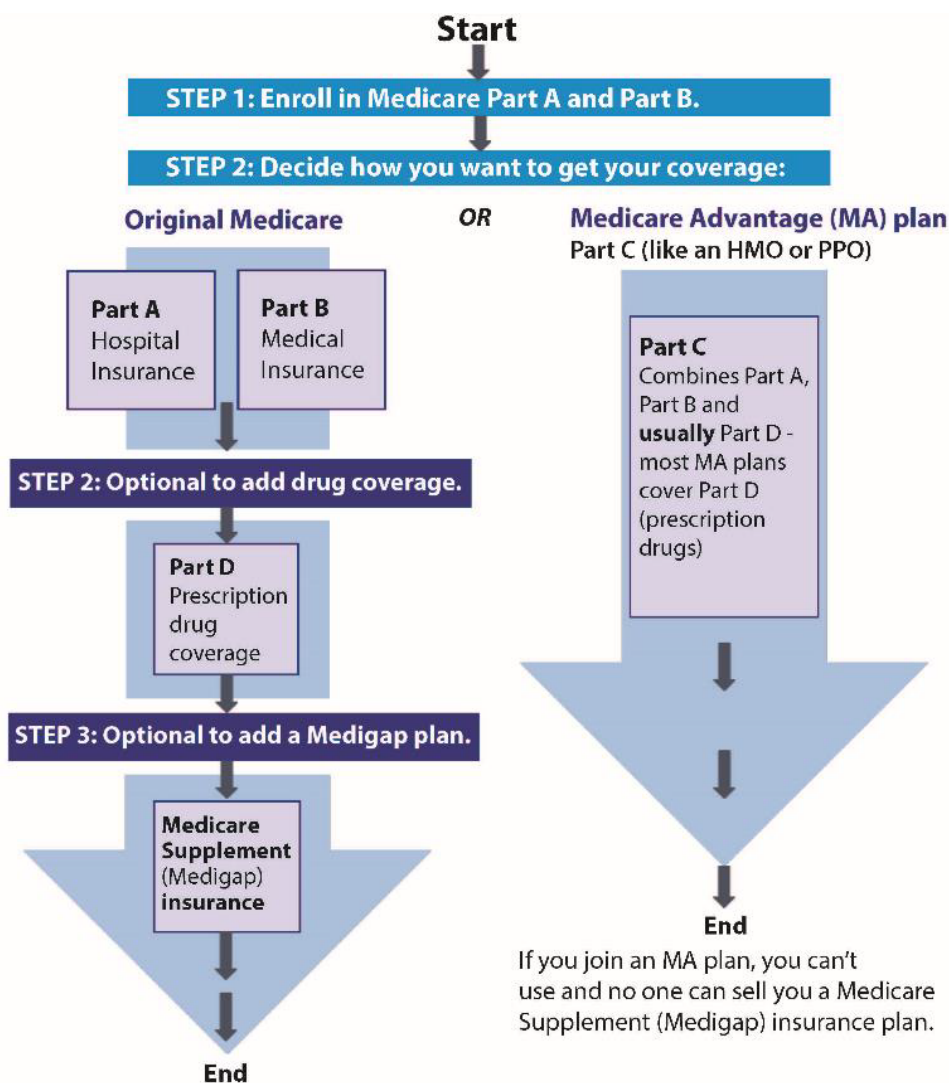 Start
STEP 1: Enroll in Medicare Part A and Part B.
STEP 2: Decide how you want to get your coverage:
Original Medicare
OR
Medicare Advantage (MA) plan
Part C (like an HMO or PPO)
Part A
Hospital
Insurance
Part B
Medical
Insurance
STEP 2: Optional to add drug coverage.
Part D
Prescription
drug
coverage
STEP 3: Optional to add a Medigap plan.
Medicare
Supplement
(Medigap)
insurance
End
Part C
Combines Part A,
Part B and
usually Part D -
most MA plans
cover Part D
(prescription
drugs)
End
If you join an MA plan, you can't
use and no one can sell you a Medicare
Supplement (Medigap) insurance plan.